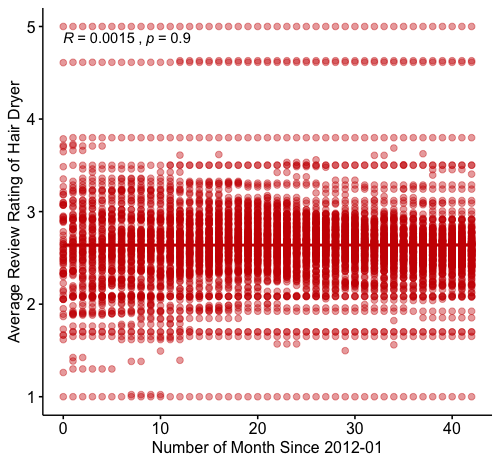 R = 0.0015 , p = 0.9
5
4
3
2
1
Average Review Rating of Hair Dryer
0 10 20 30 40
Number of Month Since 2012-01